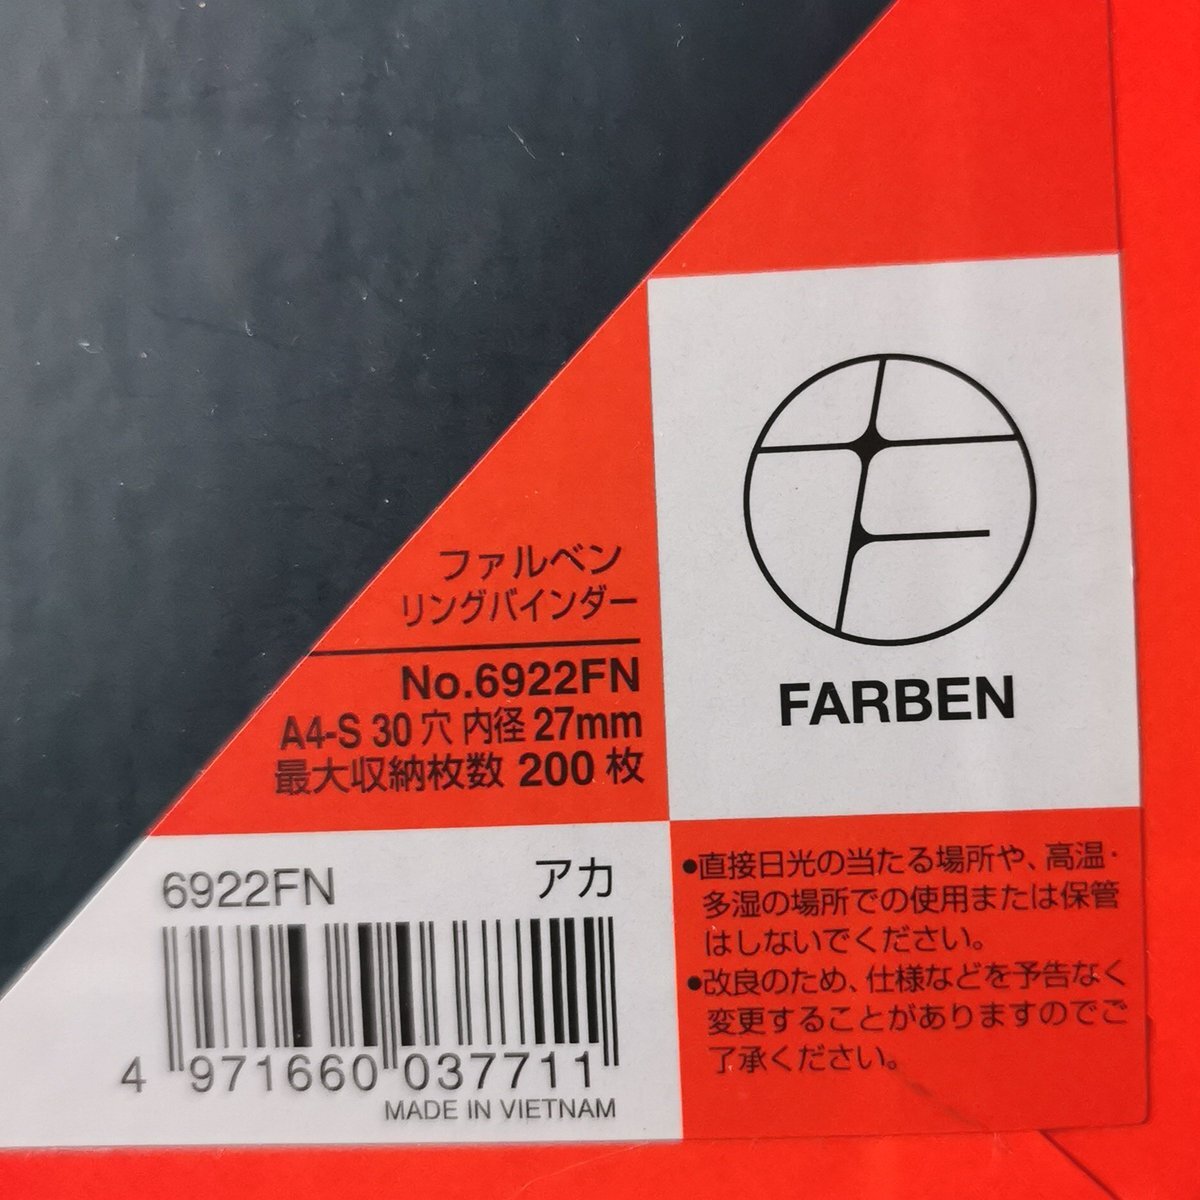 FARBEN
ファルベン
リングバインダー
No.6922FN
A4-S 30 穴 内径 27mm
最大収納枚数 200 枚
6922FN アカ
4 971660 037711
MADE IN VIETNAM
●直接日光の当たる場所や、高温・
多湿の場所での使用または保管
はしないでください。
●改良のため、仕様などを予告なく
変更することがありますのでご
了承ください。